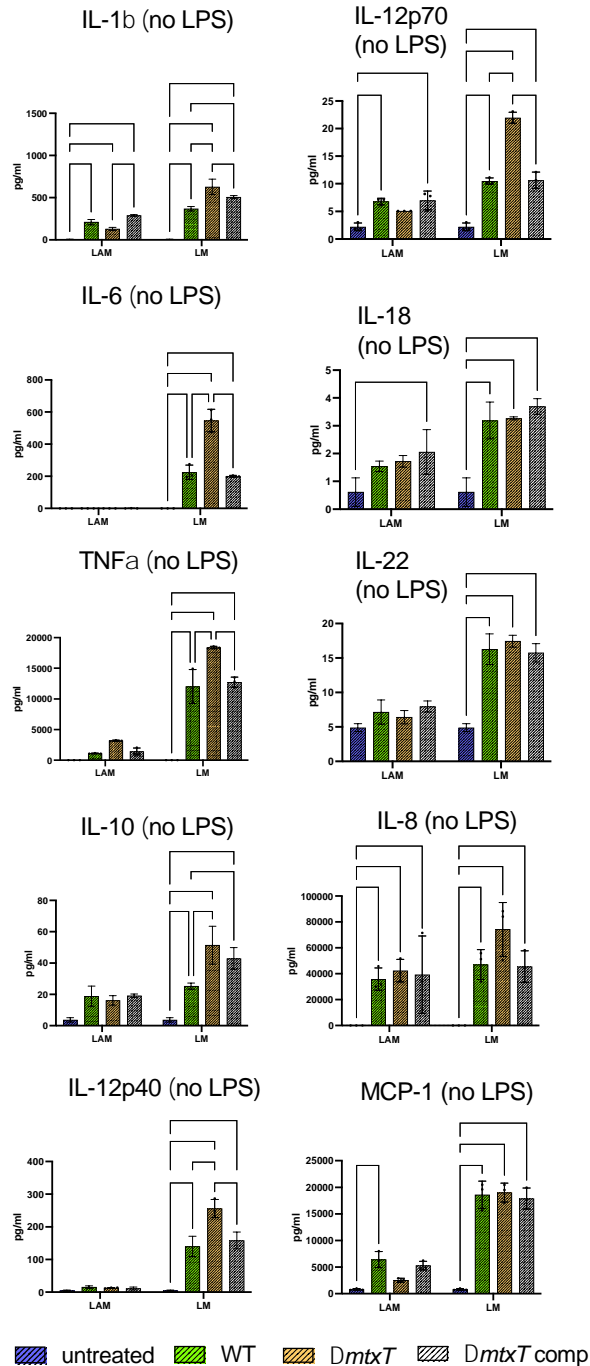 IL-1b (no LPS)
pg/ml
1500
1000
500
0
LAM
LM
IL-12p70
(no LPS)
pg/ml
25
20
15
10
5
0
LAM
LM
IL-6 (no LPS)
pg/ml
800
600
400
200
0
LAM
LM
IL-18
(no LPS)
pg/ml
5
4
3
2
1
0
LAM
LM
TNFa (no LPS)
pg/ml
20000
15000
10000
5000
0
LAM
LM
IL-22
(no LPS)
pg/ml
20
15
10
5
0
LAM
LM
IL-10 (no LPS)
pg/ml
80
60
40
20
0
LAM
LM
IL-8 (no LPS)
pg/ml
100000
80000
60000
40000
20000
0
LAM
LM
IL-12p40 (no LPS)
pg/ml
400
300
200
100
0
LAM
LM
MCP-1 (no LPS)
pg/ml
25000
20000
15000
10000
5000
0
LAM
LM
untreated WT DmtxT DmtxT comp